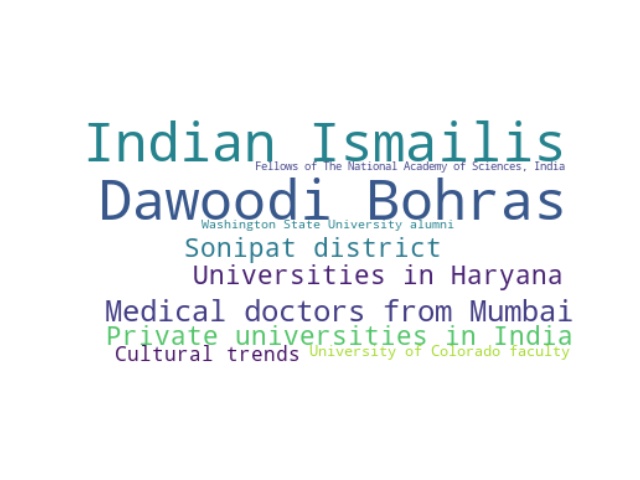 Indian Ismailis
Fellows of The National Academy of Sciences, India
Dawoodi Bohras
Washington State University alumni
Sonipat district
Universities in Haryana
Medical doctors from Mumbai
Private universities in India
Cultural trends
University of Colorado faculty